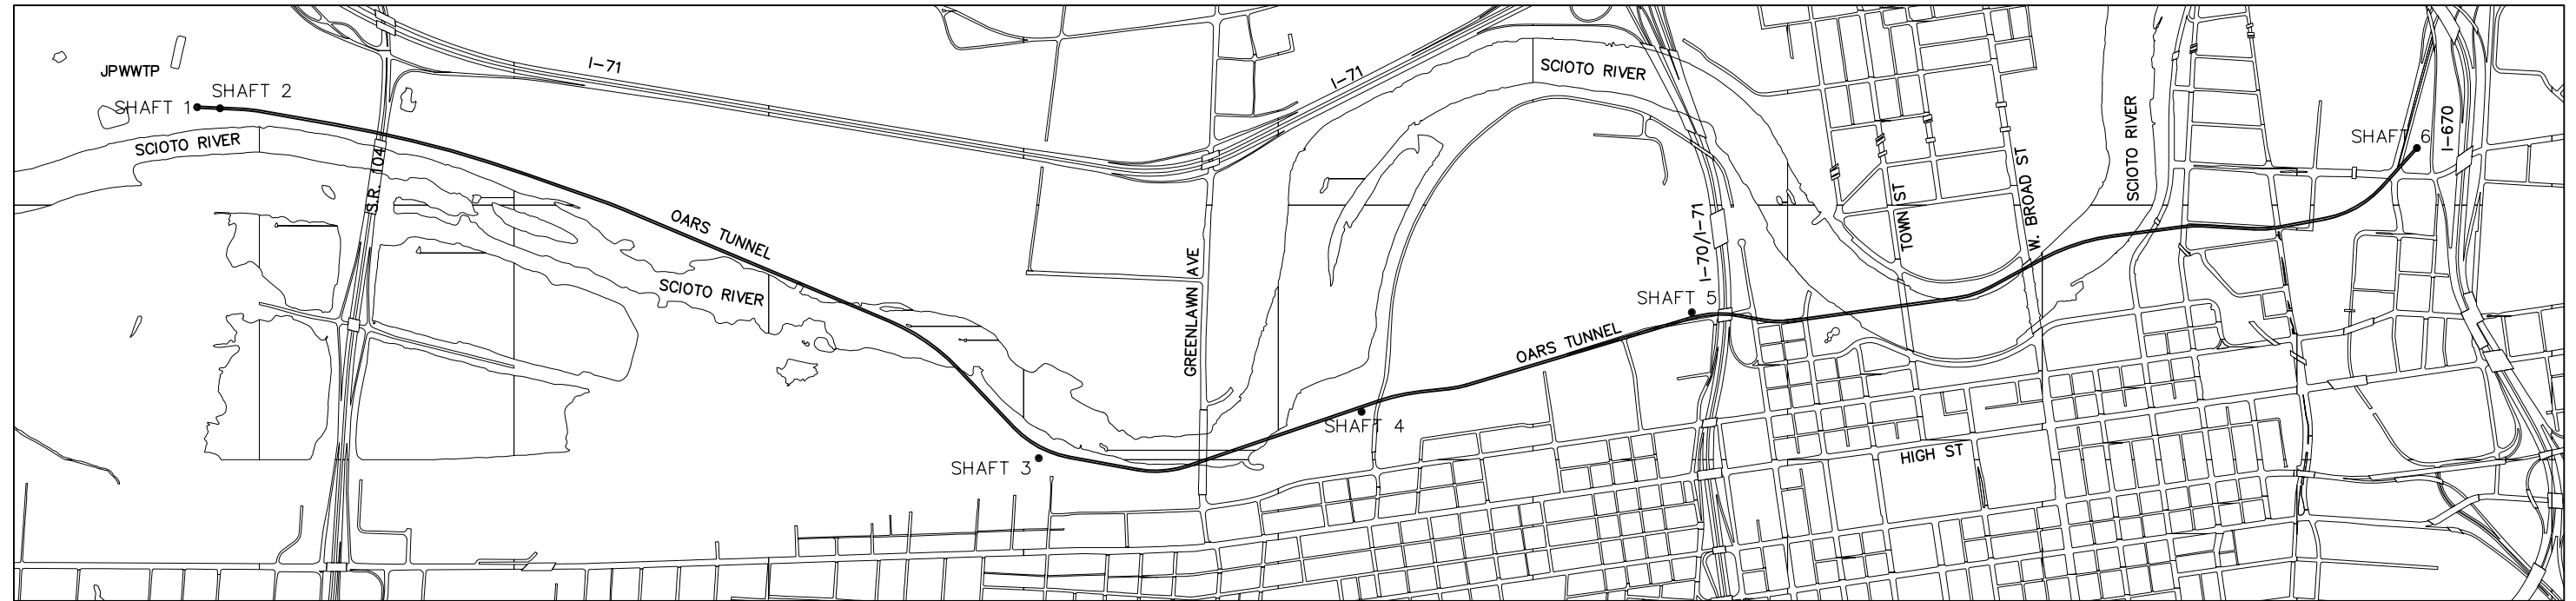 JPWWTP
SHAFT 1
SHAFT 2
SCIOTO RIVER
S.R. 104
I-71
OARS TUNNEL
SCIOTO RIVER
SHAFT 3
GREENLAWN AVE
I-71
SCIOTO RIVER
SHAFT 4
OARS TUNNEL
SHAFT 5
I-70/I-71
TOWN ST
W. BROAD ST
HIGH ST
SCIOTO RIVER
SHAFT 6
I-670